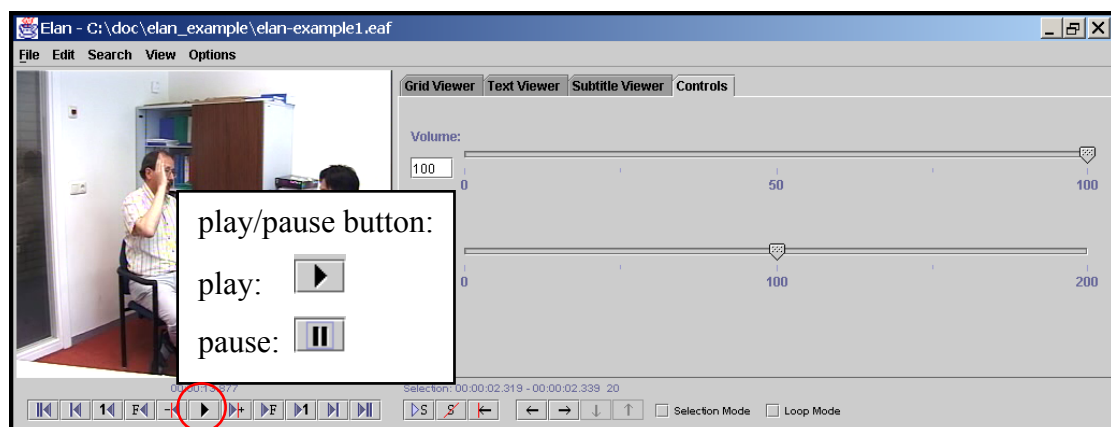 Elan - C:\doc\elan_example\elan-example1.eaf
File Edit Search View Options
Grid Viewer Text Viewer Subtitle Viewer Controls
Volume:
100
0 50 100
play/pause button:
play:
pause:
0 100 200
Selection: 00:00:02.319 - 00:00:02.339 20
1 F + F 1 S S Selection Mode Loop Mode